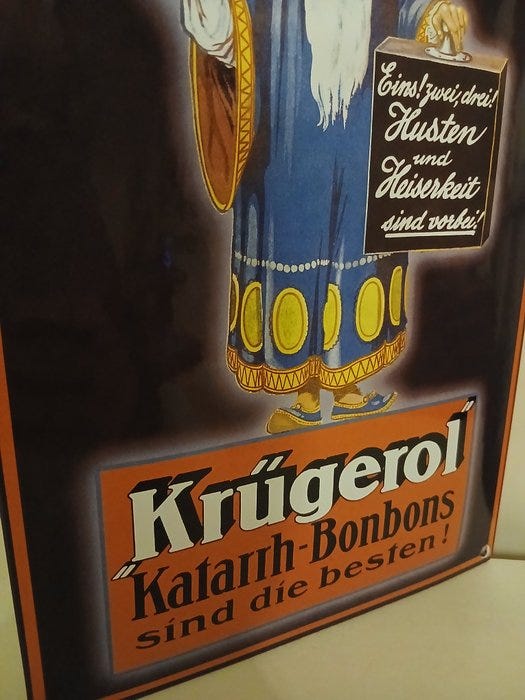 Eins! zwei, drei!
Husten
und
Heiserkeit
sind vorbei!
"Krügerol"
"Katarrh-Bonbons
sind die besten!